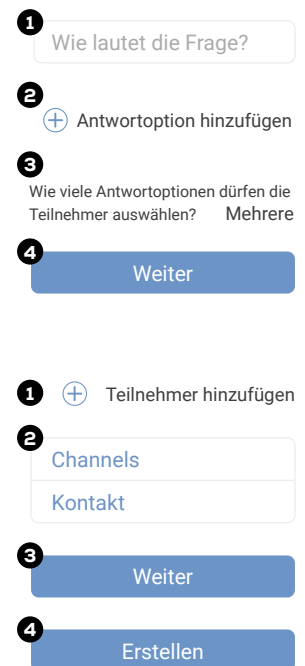 1
Wie lautet die Frage?
2
Antwortoption hinzufügen
3
Wie viele Antwortoptionen dürfen die
Teilnehmer auswählen? Mehrere
4
Weiter
1 Teilnehmer hinzufügen
2
Channels
Kontakt
3
Weiter
4
Erstellen